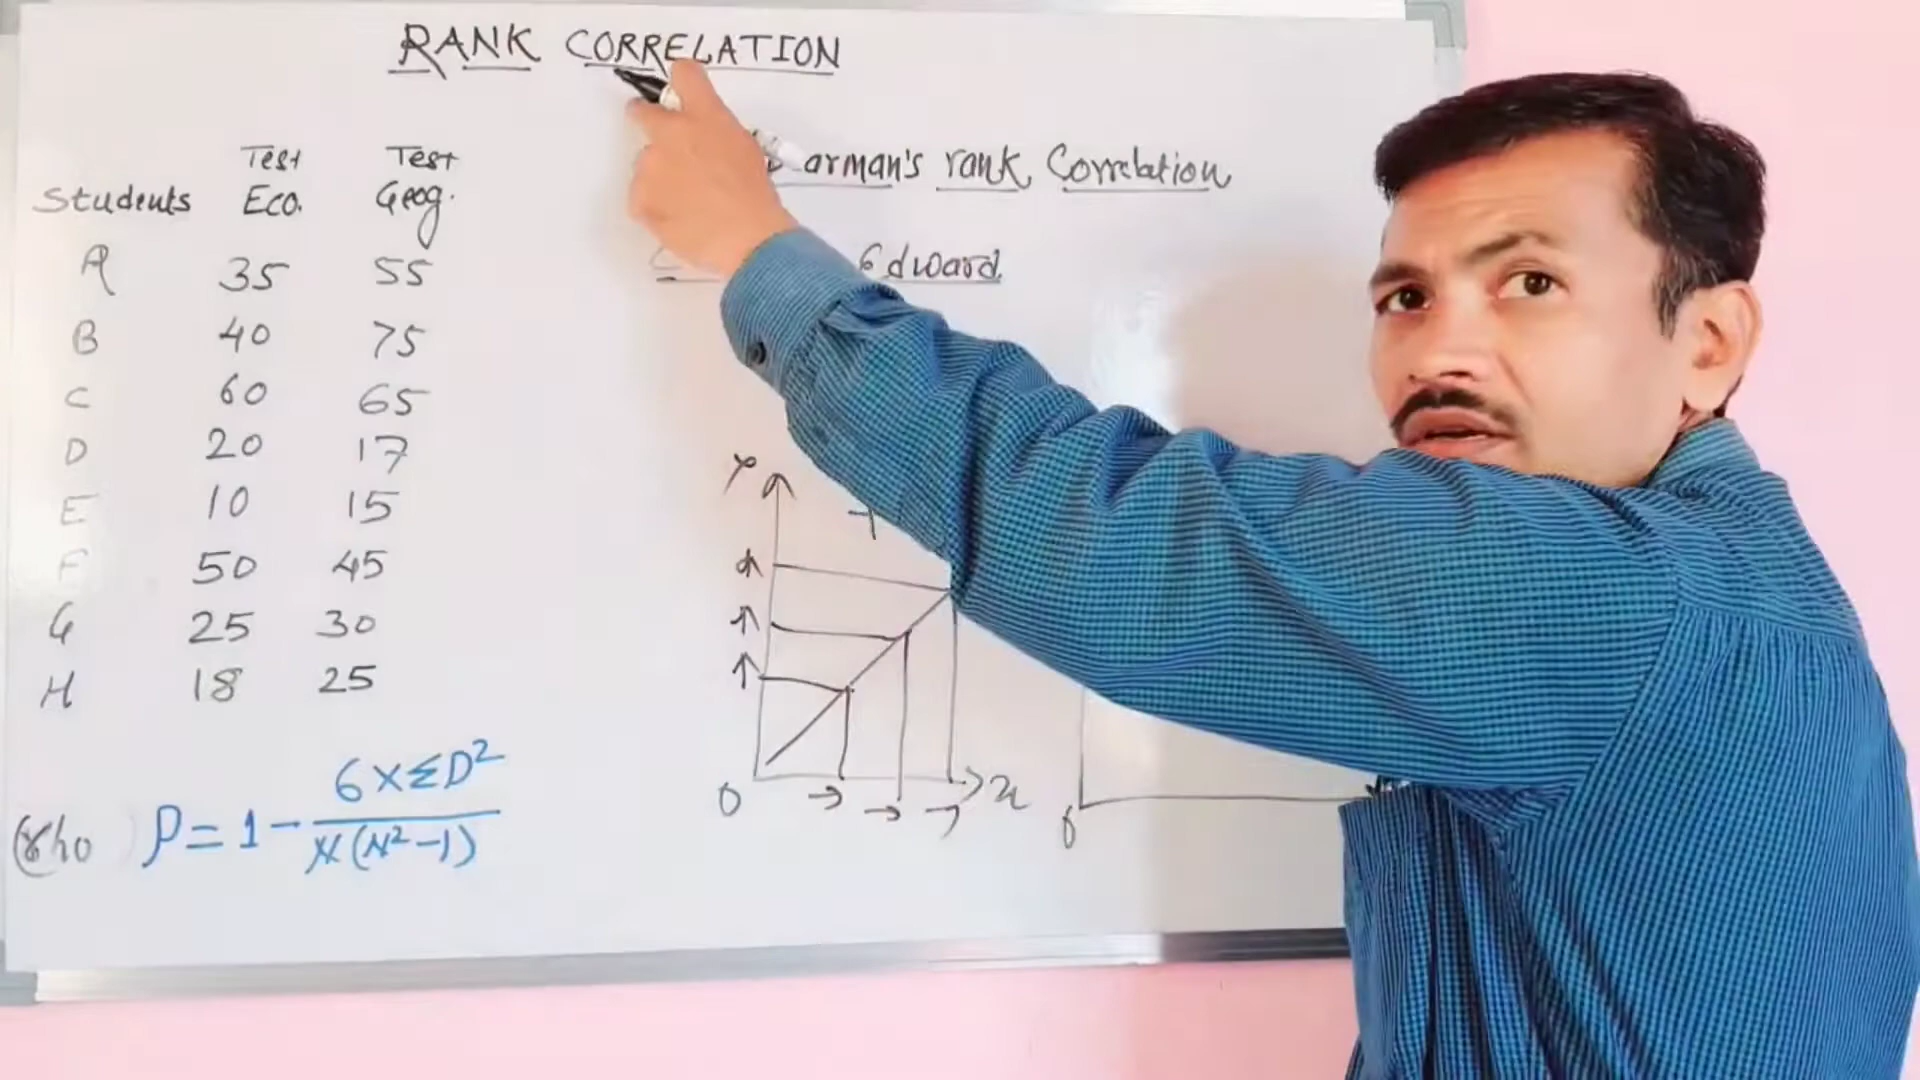 RANK CORRELATION
Test Test
Students Eco. Geog.
A 35 55
B 40 75
C 60 65
D 20 17
E 10 15
F 50 45
G 25 30
H 18 25
rho ρ = 1 - 6×ΣD² / N(N²-1)
arman's rank Correlation
Edward
Y
O x